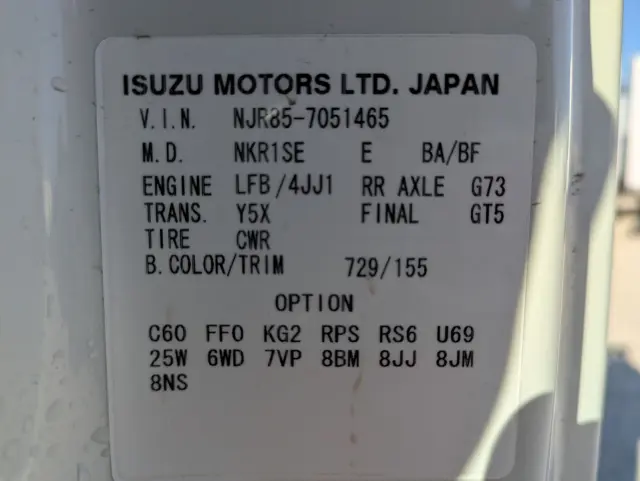 ISUZU MOTORS LTD. JAPAN
V.I.N. NJR85-7051465
M.D. NKR1SE E BA/BF
ENGINE LFB/4JJ1 RR AXLE G73
TRANS. Y5X FINAL GT5
TIRE CWR
B.COLOR/TRIM 729/155
OPTION
C60 FF0 KG2 RPS RS6 U69
25W 6WD 7VP 8BM 8JJ 8JM
8NS